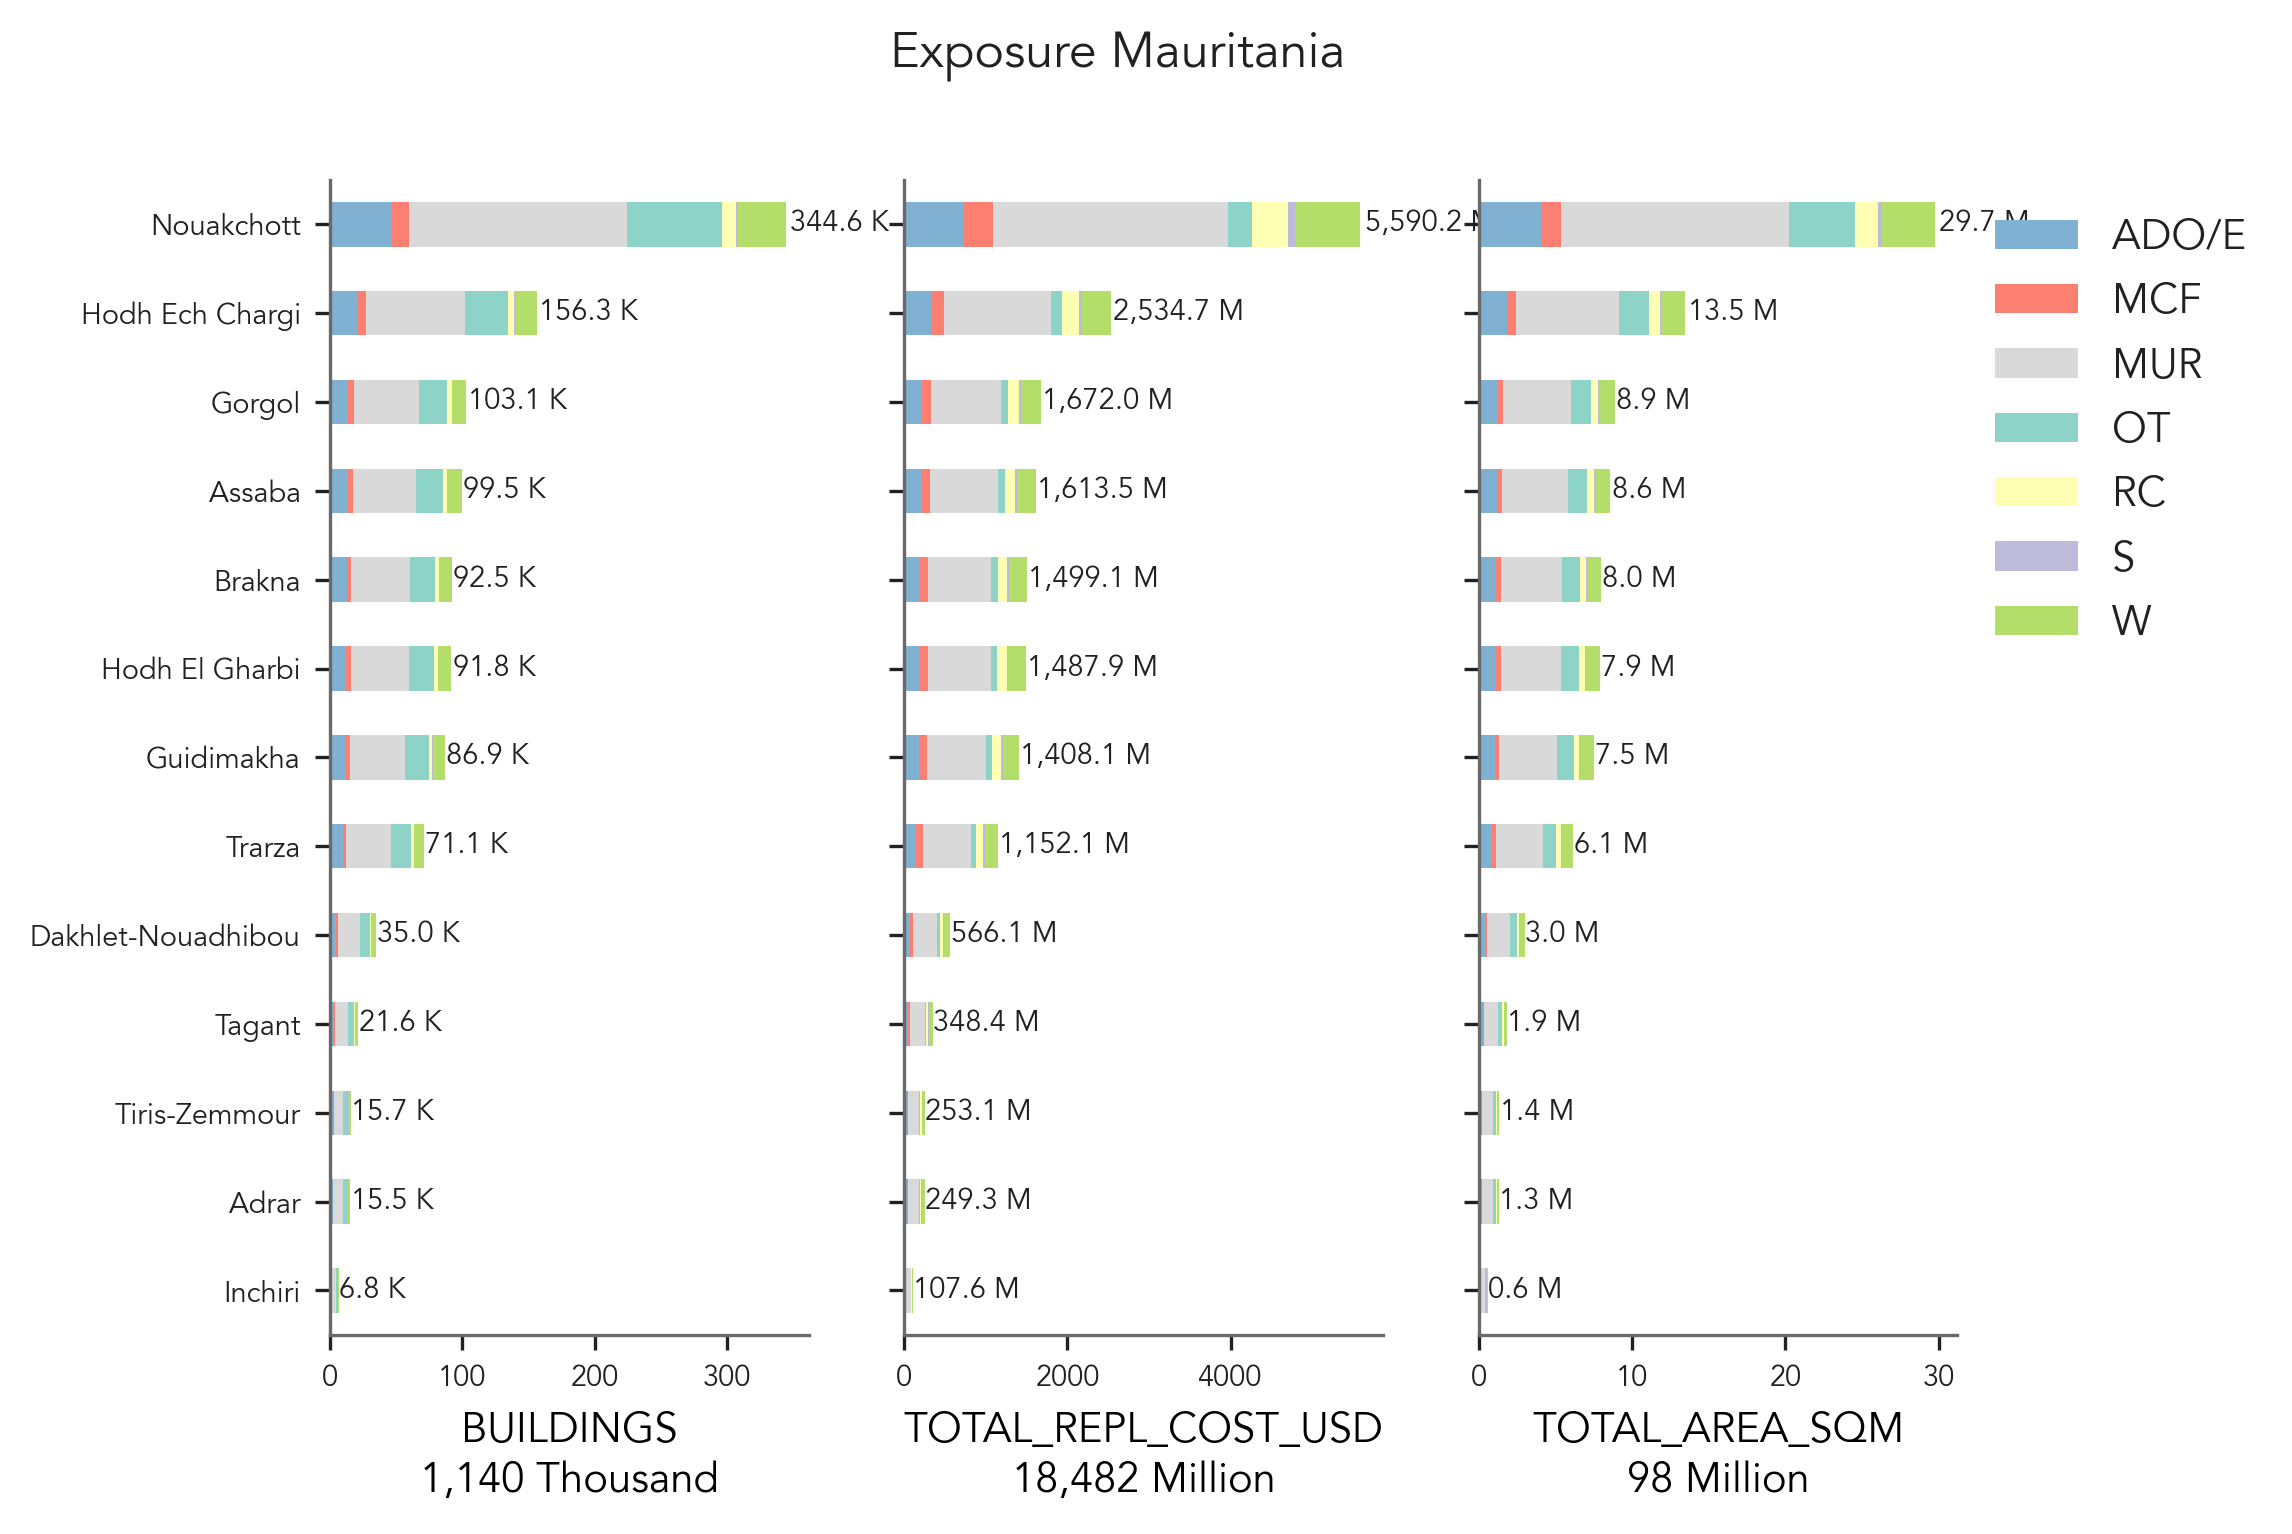 Exposure Mauritania
Nouakchott 344.6 K 5,590.2 M 29.7 M
Hodh Ech Chargi 156.3 K 2,534.7 M 13.5 M
Gorgol 103.1 K 1,672.0 M 8.9 M
Assaba 99.5 K 1,613.5 M 8.6 M
Brakna 92.5 K 1,499.1 M 8.0 M
Hodh El Gharbi 91.8 K 1,487.9 M 7.9 M
Guidimakha 86.9 K 1,408.1 M 7.5 M
Trarza 71.1 K 1,152.1 M 6.1 M
Dakhlet-Nouadhibou 35.0 K 566.1 M 3.0 M
Tagant 21.6 K 348.4 M 1.9 M
Tiris-Zemmour 15.7 K 253.1 M 1.4 M
Adrar 15.5 K 249.3 M 1.3 M
Inchiri 6.8 K 107.6 M 0.6 M
0 100 200 300
BUILDINGS
1,140 Thousand
0 2000 4000
TOTAL_REPL_COST_USD
18,482 Million
0 10 20 30
TOTAL_AREA_SQM
98 Million
ADO/E
MCF
MUR
OT
RC
S
W